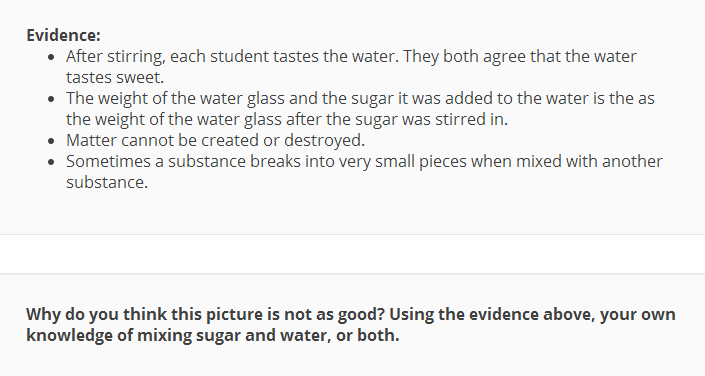 Evidence:
• After stirring, each student tastes the water. They both agree that the water
tastes sweet.
• The weight of the water glass and the sugar it was added to the water is the as
the weight of the water glass after the sugar was stirred in.
• Matter cannot be created or destroyed.
• Sometimes a substance breaks into very small pieces when mixed with another
substance.
Why do you think this picture is not as good? Using the evidence above, your own
knowledge of mixing sugar and water, or both.